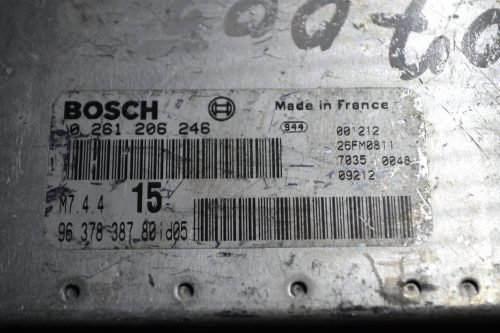 BOSCH
Made in France
0 261 206 246
944
001212
26FM0811
7035 0048
09212
M7.4.4
15
96 378 387 80 id05